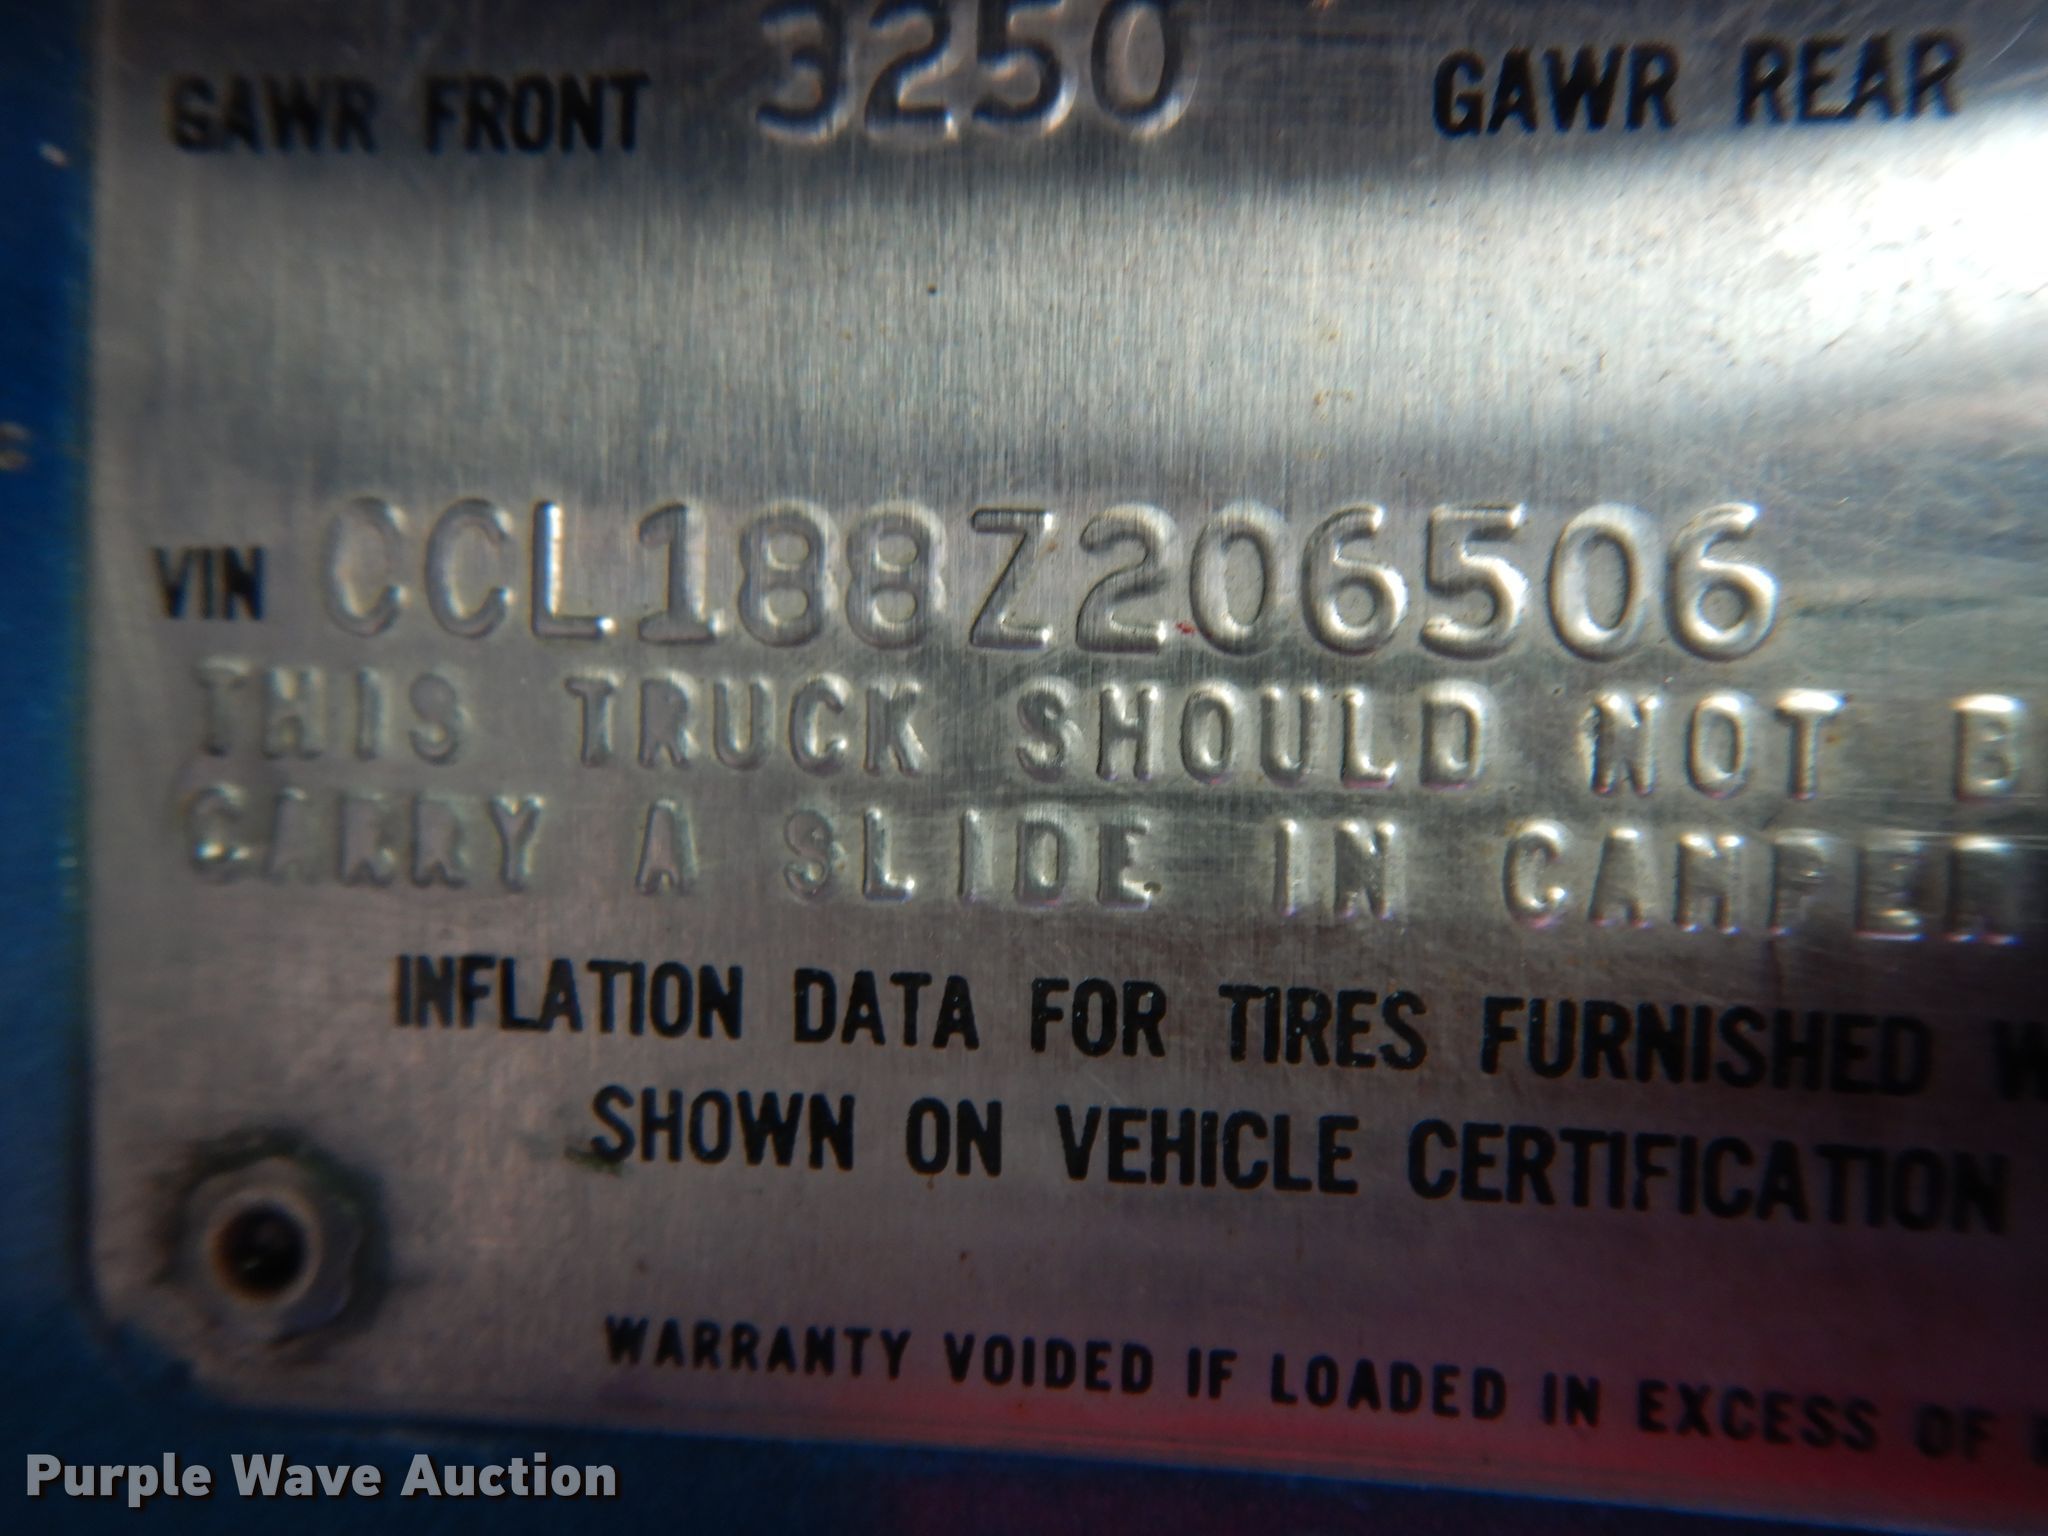 GAWR FRONT 3250 GAWR REAR
VIN CCL188Z206506
THIS TRUCK SHOULD NOT B
CARRY A SLIDE IN CAMPER
INFLATION DATA FOR TIRES FURNISHED W
SHOWN ON VEHICLE CERTIFICATION
WARRANTY VOIDED IF LOADED IN EXCESS OF
Purple Wave Auction